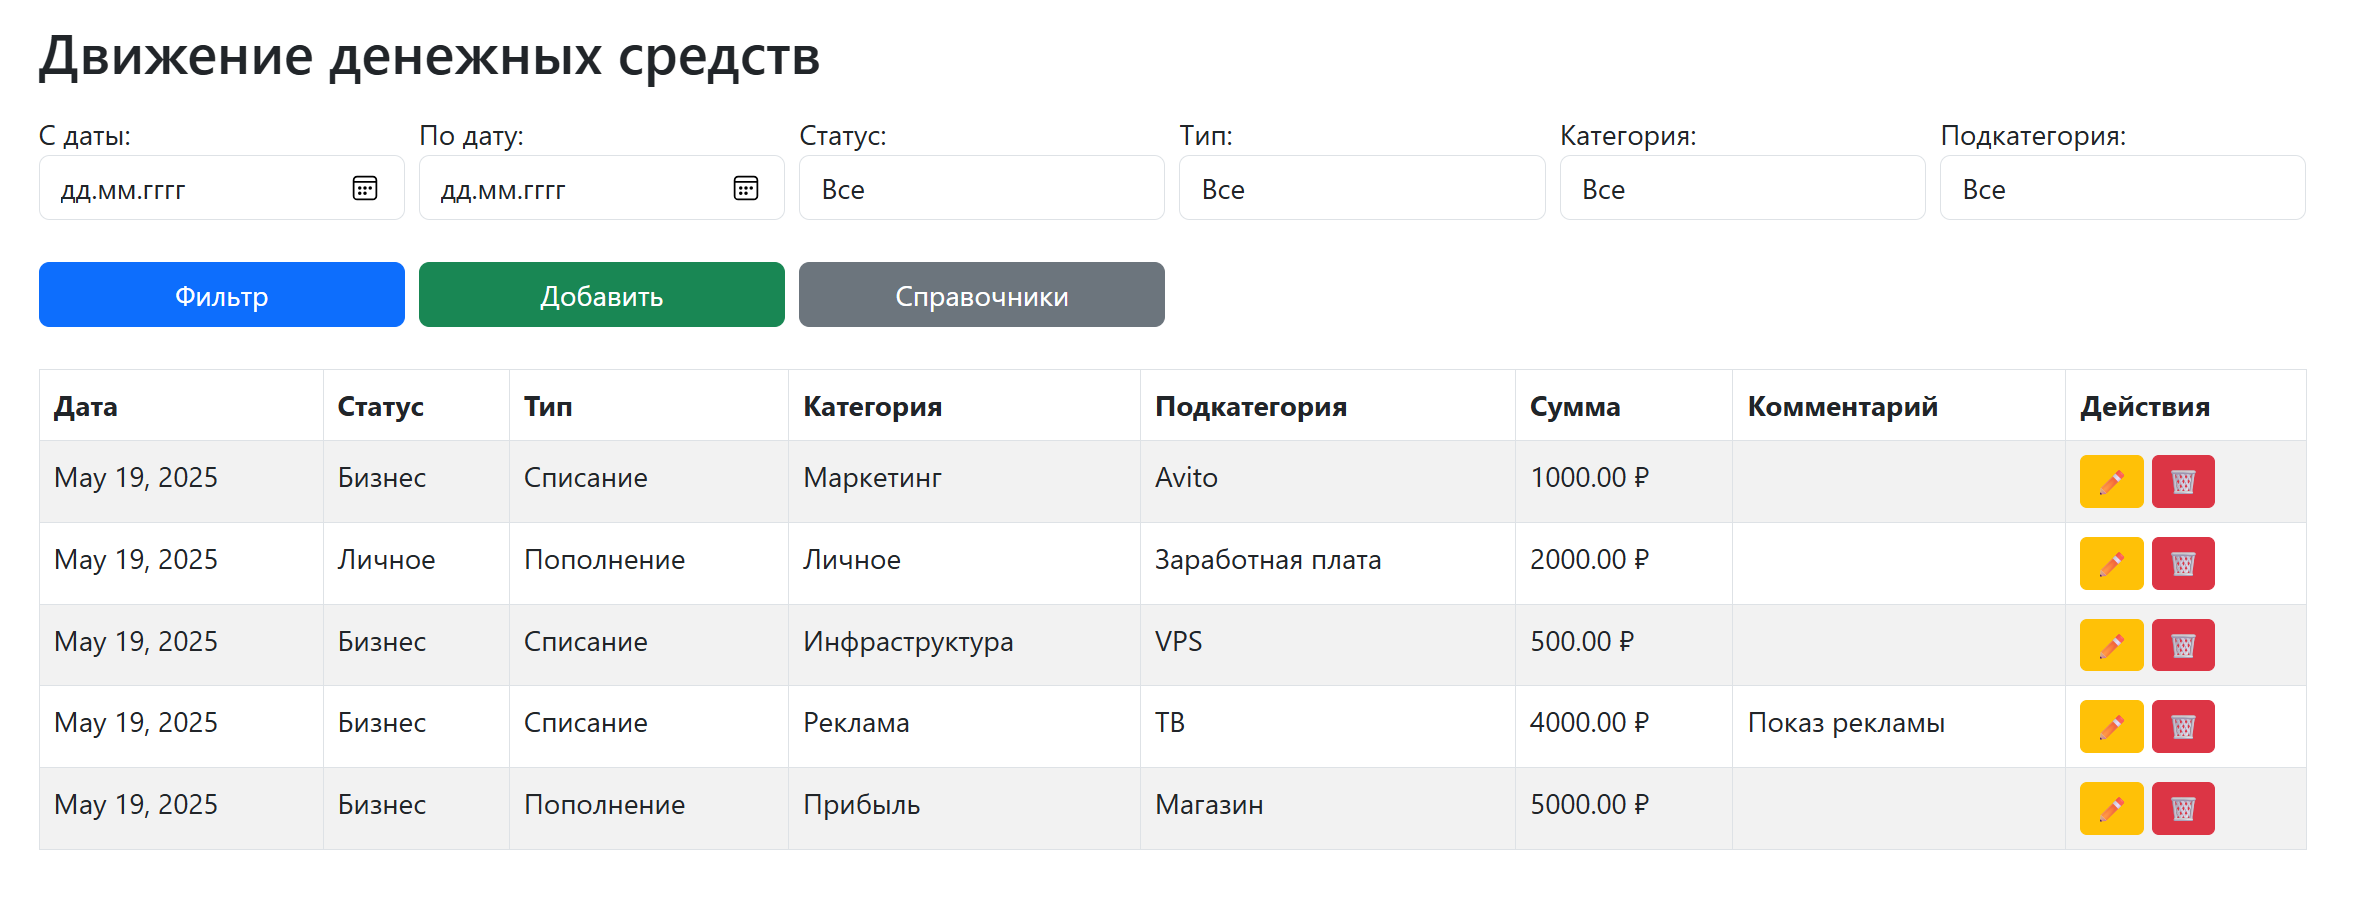 Движение денежных средств
С даты: По дату: Статус: Тип: Категория: Подкатегория:
дд.мм.гггг дд.мм.гггг Все Все Все Все
Фильтр Добавить Справочники
Дата Статус Тип Категория Подкатегория Сумма Комментарий Действия
May 19, 2025 Бизнес Списание Маркетинг Avito 1000.00 ₽
May 19, 2025 Личное Пополнение Личное Заработная плата 2000.00 ₽
May 19, 2025 Бизнес Списание Инфраструктура VPS 500.00 ₽
May 19, 2025 Бизнес Списание Реклама ТВ 4000.00 ₽ Показ рекламы
May 19, 2025 Бизнес Пополнение Прибыль Магазин 5000.00 ₽